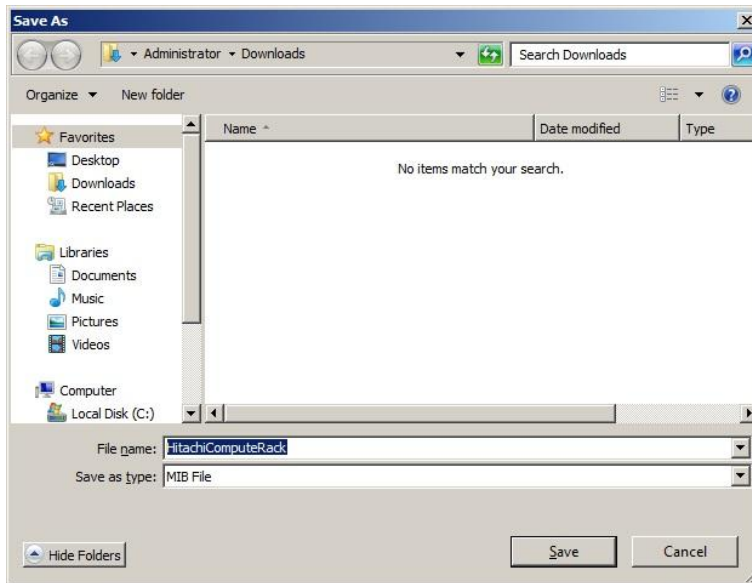 Save As
Administrator Downloads
Search Downloads
Organize
New folder
Favorites
Desktop
Downloads
Recent Places
Libraries
Documents
Music
Pictures
Videos
Computer
Local Disk (C:)
Name
Date modified
Type
No items match your search.
File name: HitachiComputeRack
Save as type: MIB File
Hide Folders
Save
Cancel